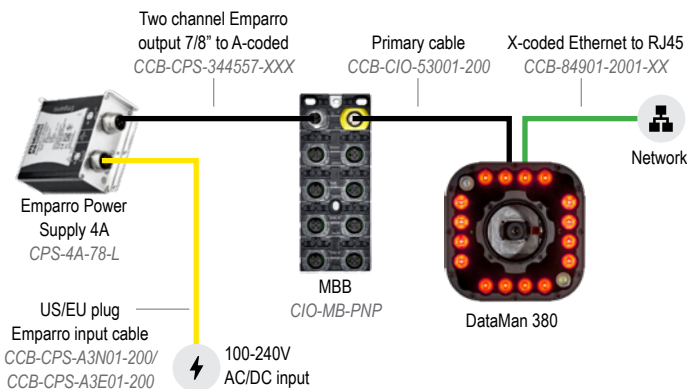 Two channel Emparro
output 7/8” to A-coded
CCB-CPS-344557-XXX
Primary cable
CCB-CIO-53001-200
X-coded Ethernet to RJ45
CCB-84901-2001-XX
Network
Emparro Power
Supply 4A
CPS-4A-78-L
MBB
CIO-MB-PNP
DataMan 380
US/EU plug
Emparro input cable
CCB-CPS-A3N01-200/
CCB-CPS-A3E01-200
100-240V
AC/DC input